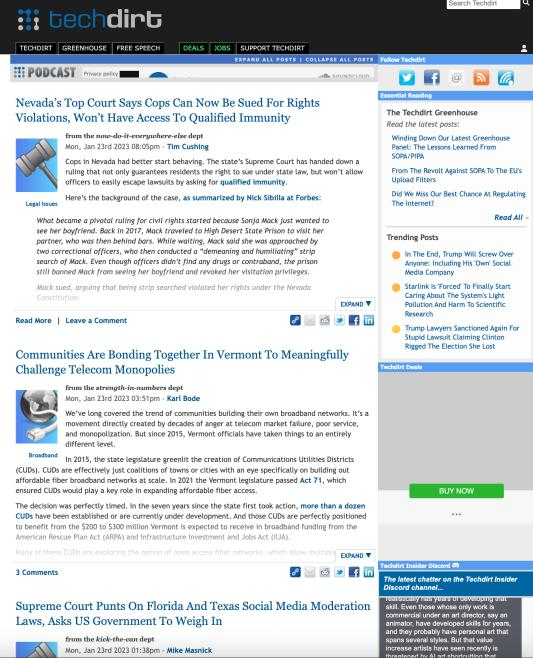 Search Techdirt
techdirt
TECHDIRT
GREENHOUSE
FREE SPEECH
DEALS
JOBS
SUPPORT TECHDIRT
EXPAND ALL POSTS | COLLAPSE ALL POSTS
PODCAST
Privacy policy
SOUNDCLOUD
Nevada's Top Court Says Cops Can Now Be Sued For Rights
Violations, Won't Have Access To Qualified Immunity
Legal Issues
from the now-do-it-everywhere-else dept
Mon, Jan 23rd 2023 08:05pm - Tim Cushing
Cops in Nevada had better start behaving. The state's Supreme Court has handed down a
ruling that not only guarantees residents the right to sue under state law, but won't allow
officers to easily escape lawsuits by asking for qualified immunity.
Here's the background of the case, as summarized by Nick Sibilla at Forbes:
What became a pivotal ruling for civil rights started because Sonja Mack just wanted to
see her boyfriend. Back in 2017, Mack traveled to High Desert State Prison to visit her
partner, who was then behind bars. While waiting, Mack said she was approached by
two correctional officers, who then conducted a "demeaning and humiliating" strip
search of Mack. Even though officers didn't find any drugs or contraband, the prison
still banned Mack from seeing her boyfriend and revoked her visitation privileges.
Mack sued, arguing that being strip searched violated her rights under the Nevada
Constitution.
EXPAND ▼
Read More | Leave a Comment
Communities Are Bonding Together In Vermont To Meaningfully
Challenge Telecom Monopolies
Broadband
from the strength-in-numbers dept
Mon, Jan 23rd 2023 03:51pm - Karl Bode
We've long covered the trend of communities building their own broadband networks. It's a
movement directly created by decades of anger at telecom market failure, poor service,
and monopolization. But since 2015, Vermont officials have taken things to an entirely
different level.
In 2015, the state legislature greenlit the creation of Communications Utilities Districts
(CUDs). CUDs are effectively just coalitions of towns or cities with an eye specifically on building out
affordable fiber broadband networks at scale. In 2021 the Vermont legislature passed Act 71, which
ensured CUDs would play a key role in expanding affordable fiber access.
The decision was perfectly timed. In the seven years since the state first took action, more than a dozen
CUDs have been established or are currently under development. And those CUDs are perfectly positioned
to benefit from the $200 to $300 million Vermont is expected to receive in broadband funding from the
American Rescue Plan Act (ARPA) and Infrastructure Investment and Jobs Act (IIJA).
Many of these CUDs are exploring the option of open access fiber networks, which allow multiple
EXPAND ▼
3 Comments
Supreme Court Punts On Florida And Texas Social Media Moderation
Laws, Asks US Government To Weigh In
from the kick-the-can dept
Mon, Jan 23rd 2023 01:38pm - Mike Masnick
Follow Techdirt
Essential Reading
The Techdirt Greenhouse
Read the latest posts:
Winding Down Our Latest Greenhouse
Panel: The Lessons Learned From
SOPA/PIPA
From The Revolt Against SOPA To The EU's
Upload Filters
Did We Miss Our Best Chance At Regulating
The Internet?
Read All
Trending Posts
In The End, Trump Will Screw Over
Anyone: Including His 'Own' Social
Media Company
Starlink Is 'Forced' To Finally Start
Caring About The System's Light
Pollution And Harm To Scientific
Research
Trump Lawyers Sanctioned Again For
Stupid Lawsuit Claiming Clinton
Rigged The Election She Lost
Techdirt Deals
BUY NOW
...
Techdirt Insider Discord
The latest chatter on the Techdirt Insider
Discord channel...
realistically has years of developing that
skill. Even those whose only work is
commercial under an art director, say an
animator, have developed skills for years,
and they probably have personal art that
spans several styles. But that value
increase artists have seen recently is
threatened by AI art shortcutting that